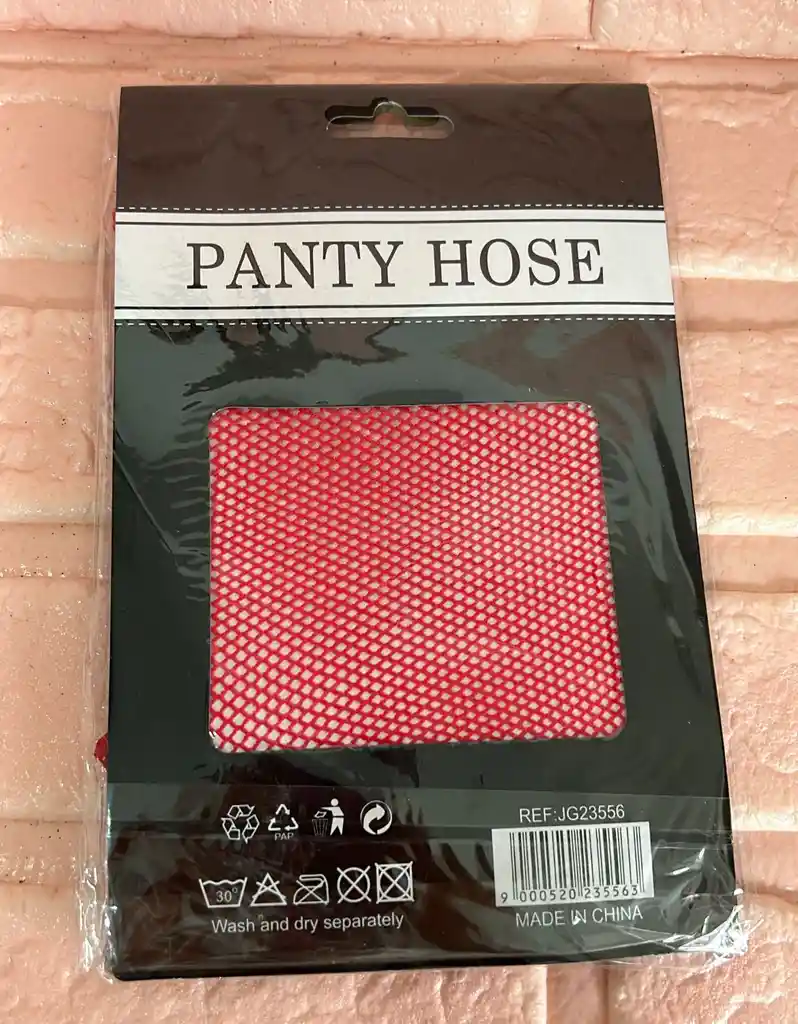 PANTY HOSE
PAP
REF:JG23556
30°
9 000520 235563
Wash and dry separately
MADE IN CHINA